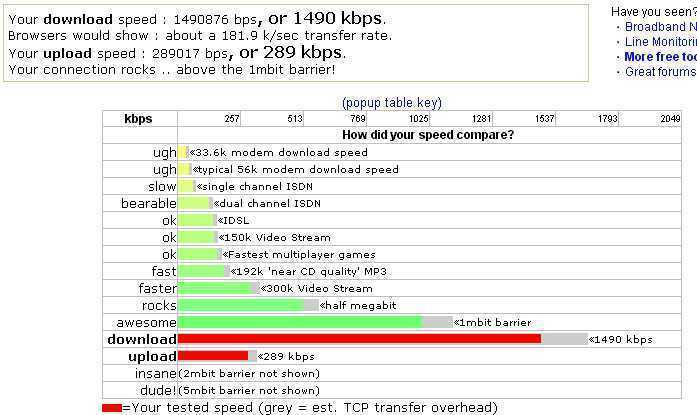 Your download speed : 1490876 bps, or 1490 kbps.
Browsers would show : about a 181.9 k/sec transfer rate.
Your upload speed : 289017 bps, or 289 kbps.
Your connection rocks .. above the 1mbit barrier!
Have you seen?
· Broadband N
· Line Monitori
· More free too
· Great forums
(popup table key)
kbps 257 513 769 1025 1281 1537 1793 2049
How did your speed compare?
ugh «33.6k modem download speed
ugh «typical 56k modem download speed
slow «single channel ISDN
bearable «dual channel ISDN
ok «IDSL
ok «150k Video Stream
ok «Fastest multiplayer games
fast «192k 'near CD quality' MP3
faster «300k Video Stream
rocks «half megabit
awesome «1mbit barrier
download «1490 kbps
upload «289 kbps
insane (2mbit barrier not shown)
dude! (5mbit barrier not shown)
=Your tested speed (grey = est. TCP transfer overhead)